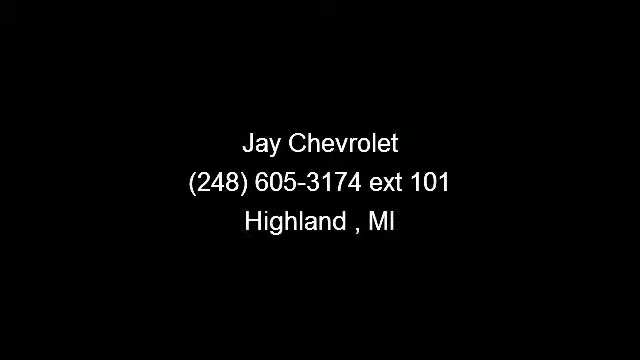 Jay Chevrolet
(248) 605-3174 ext 101
Highland , MI